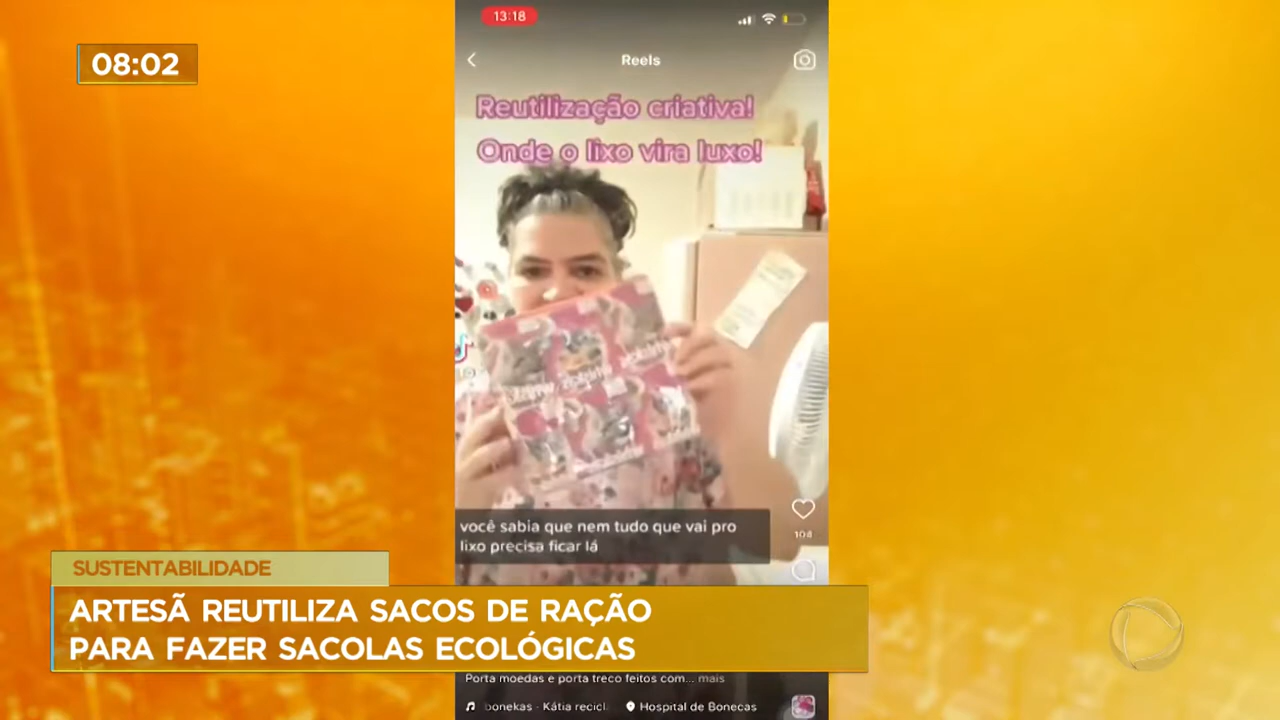 13:18
08:02
Reels
Reutilização criativa!
Onde o lixo vira luxo!
você sabia que nem tudo que vai pro
lixo precisa ficar lá
104
SUSTENTABILIDADE
ARTESÃ REUTILIZA SACOS DE RAÇÃO
PARA FAZER SACOLAS ECOLÓGICAS
Porta moedas e porta treco feitos com... mais
bonekas · Kátia recicl
Hospital de Bonecas